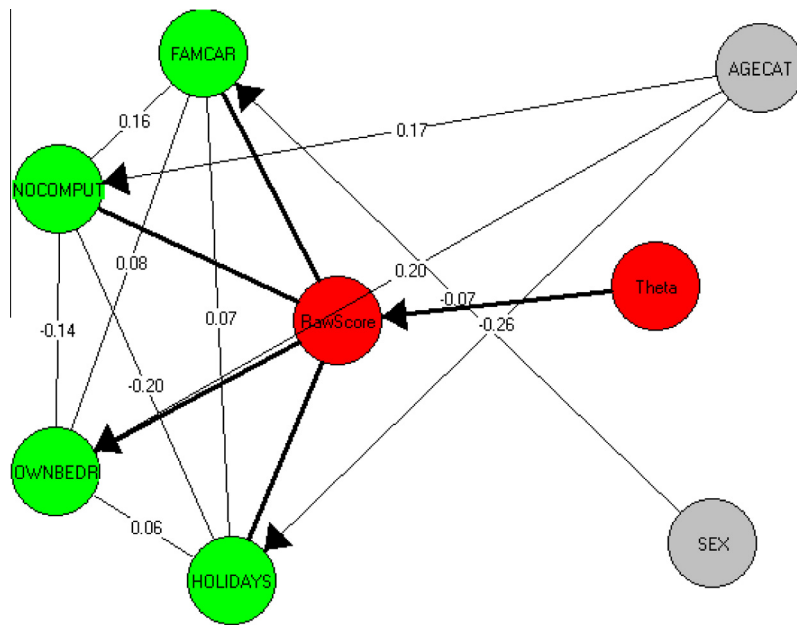 FAMCAR
AGECAT
0.16
0.17
NOCOMPUT
0.08
0.20
-0.07
Theta
RawScore
0.07
-0.26
-0.14
-0.20
OWNBEDR
0.06
SEX
HOLIDAYS